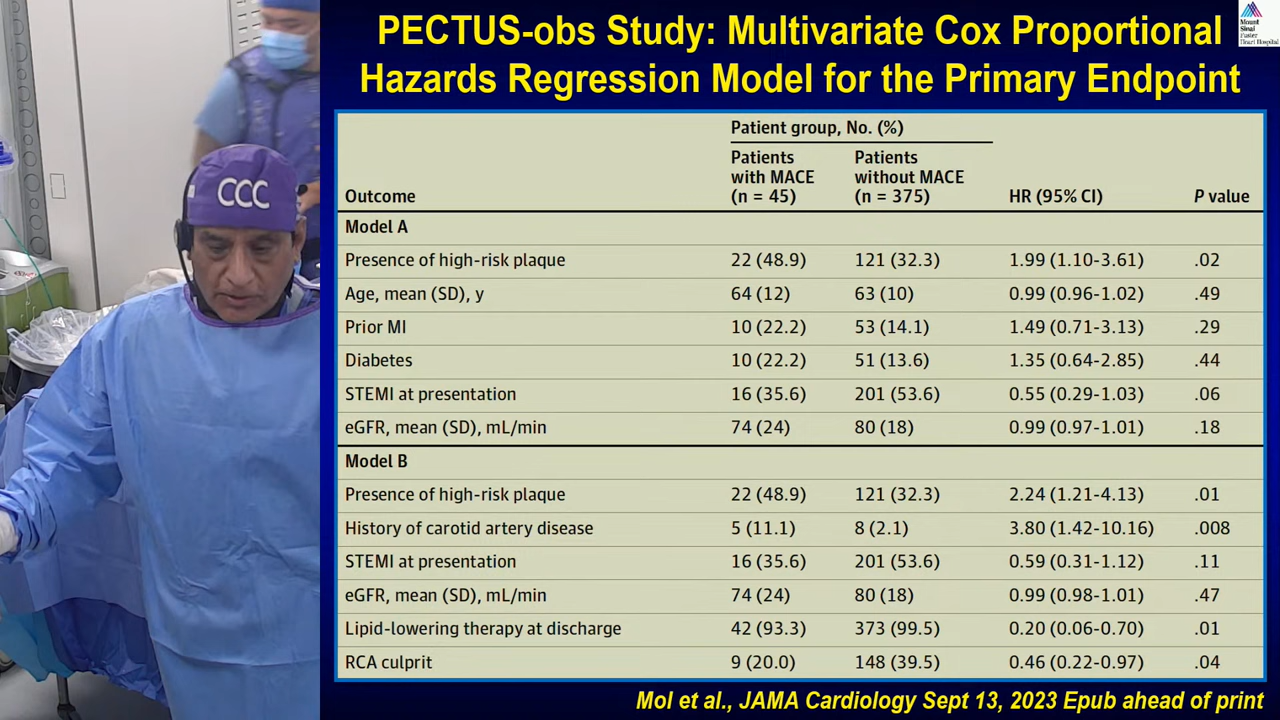 PECTUS-obs Study: Multivariate Cox Proportional
Hazards Regression Model for the Primary Endpoint
Mount
Sinai
Fuster
Heart Hospital
CCC
Patient group, No. (%)
Outcome Patients with MACE (n = 45) Patients without MACE (n = 375) HR (95% CI) P value
Model A
Presence of high-risk plaque 22 (48.9) 121 (32.3) 1.99 (1.10-3.61) .02
Age, mean (SD), y 64 (12) 63 (10) 0.99 (0.96-1.02) .49
Prior MI 10 (22.2) 53 (14.1) 1.49 (0.71-3.13) .29
Diabetes 10 (22.2) 51 (13.6) 1.35 (0.64-2.85) .44
STEMI at presentation 16 (35.6) 201 (53.6) 0.55 (0.29-1.03) .06
eGFR, mean (SD), mL/min 74 (24) 80 (18) 0.99 (0.97-1.01) .18
Model B
Presence of high-risk plaque 22 (48.9) 121 (32.3) 2.24 (1.21-4.13) .01
History of carotid artery disease 5 (11.1) 8 (2.1) 3.80 (1.42-10.16) .008
STEMI at presentation 16 (35.6) 201 (53.6) 0.59 (0.31-1.12) .11
eGFR, mean (SD), mL/min 74 (24) 80 (18) 0.99 (0.98-1.01) .47
Lipid-lowering therapy at discharge 42 (93.3) 373 (99.5) 0.20 (0.06-0.70) .01
RCA culprit 9 (20.0) 148 (39.5) 0.46 (0.22-0.97) .04
Mol et al., JAMA Cardiology Sept 13, 2023 Epub ahead of print